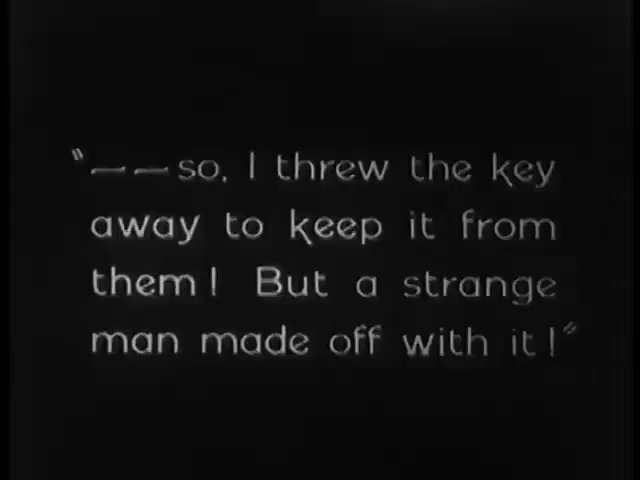 "——so, I threw the key
away to keep it from
them! But a strange
man made off with it!"